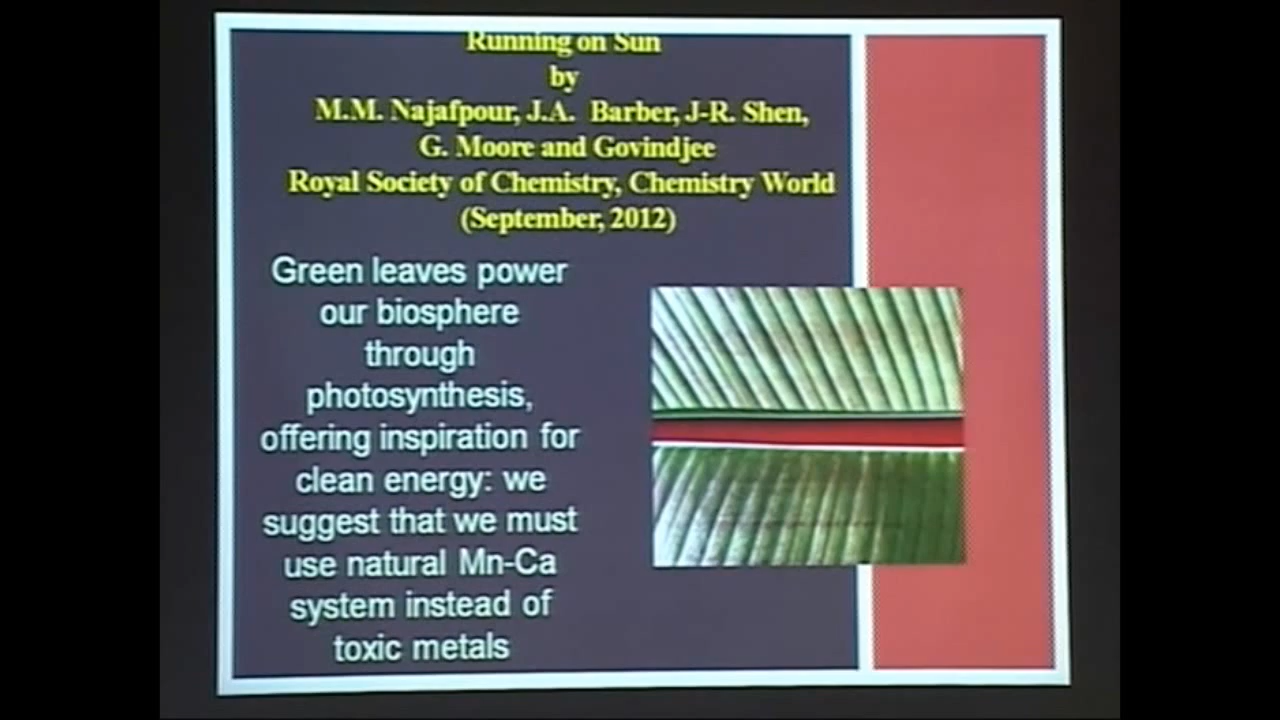 Running on Sun
by
M.M. Najafpour, J.A. Barber, J-R. Shen,
G. Moore and Govindjee
Royal Society of Chemistry, Chemistry World
(September, 2012)
Green leaves power
our biosphere
through
photosynthesis,
offering inspiration for
clean energy: we
suggest that we must
use natural Mn-Ca
system instead of
toxic metals